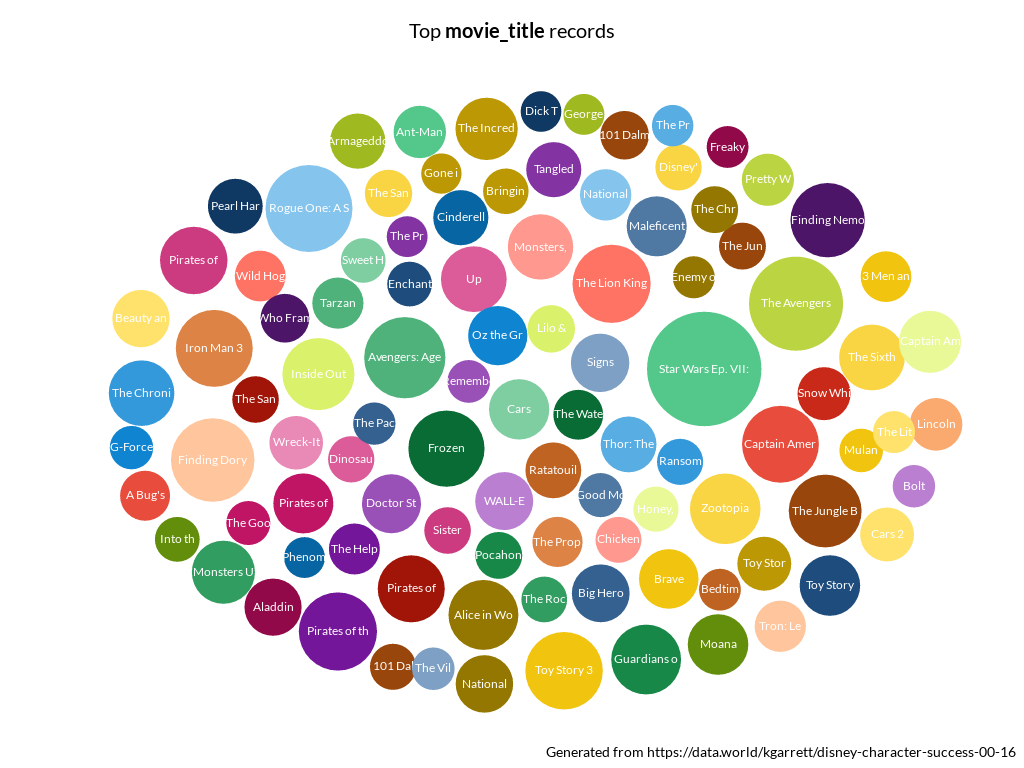 Top movie_title records
Dick T
George
The Incred
101 Dalm
The Pr
Ant-Man
Armageddo
Freaky
Tangled
Disney'
Gone i
Pretty W
The San
Bringin
National
Pearl Har
Rogue One: A S
The Chr
Cinderell
Finding Nemo
Maleficent
The Pr
The Jun
Monsters,
Pirates of
Sweet H
Wild Hog
3 Men an
Enemy o
Up
The Lion King
Enchant
Tarzan
The Avengers
Beauty an
Who Fram
Lilo &
Oz the Gr
Captain Am
Iron Man 3
Avengers: Age
The Sixth
Signs
Star Wars Ep. VII:
Inside Out
Rememb
The Chroni
Snow Whi
The San
Cars
The Wate
The Pac
Lincoln
The Lit
Wreck-It
Captain Amer
Thor: The
G-Force
Frozen
Mulan
Dinosau
Finding Dory
Ransom
Ratatouil
Bolt
A Bug's
Good Mo
WALL-E
Pirates of
Doctor St
Honey,
Zootopia
The Jungle B
The Goo
Sister
Cars 2
Into th
Chicken
The Prop
The Help
Pocahon
Phenom
Toy Stor
Monsters U
Brave
Toy Story
Pirates of
Bedtim
Big Hero
The Roc
Aladdin
Alice in Wo
Tron: Le
Pirates of th
Moana
Guardians o
101 Dal
The Vil
Toy Story 3
National
Generated from https://data.world/kgarrett/disney-character-success-00-16